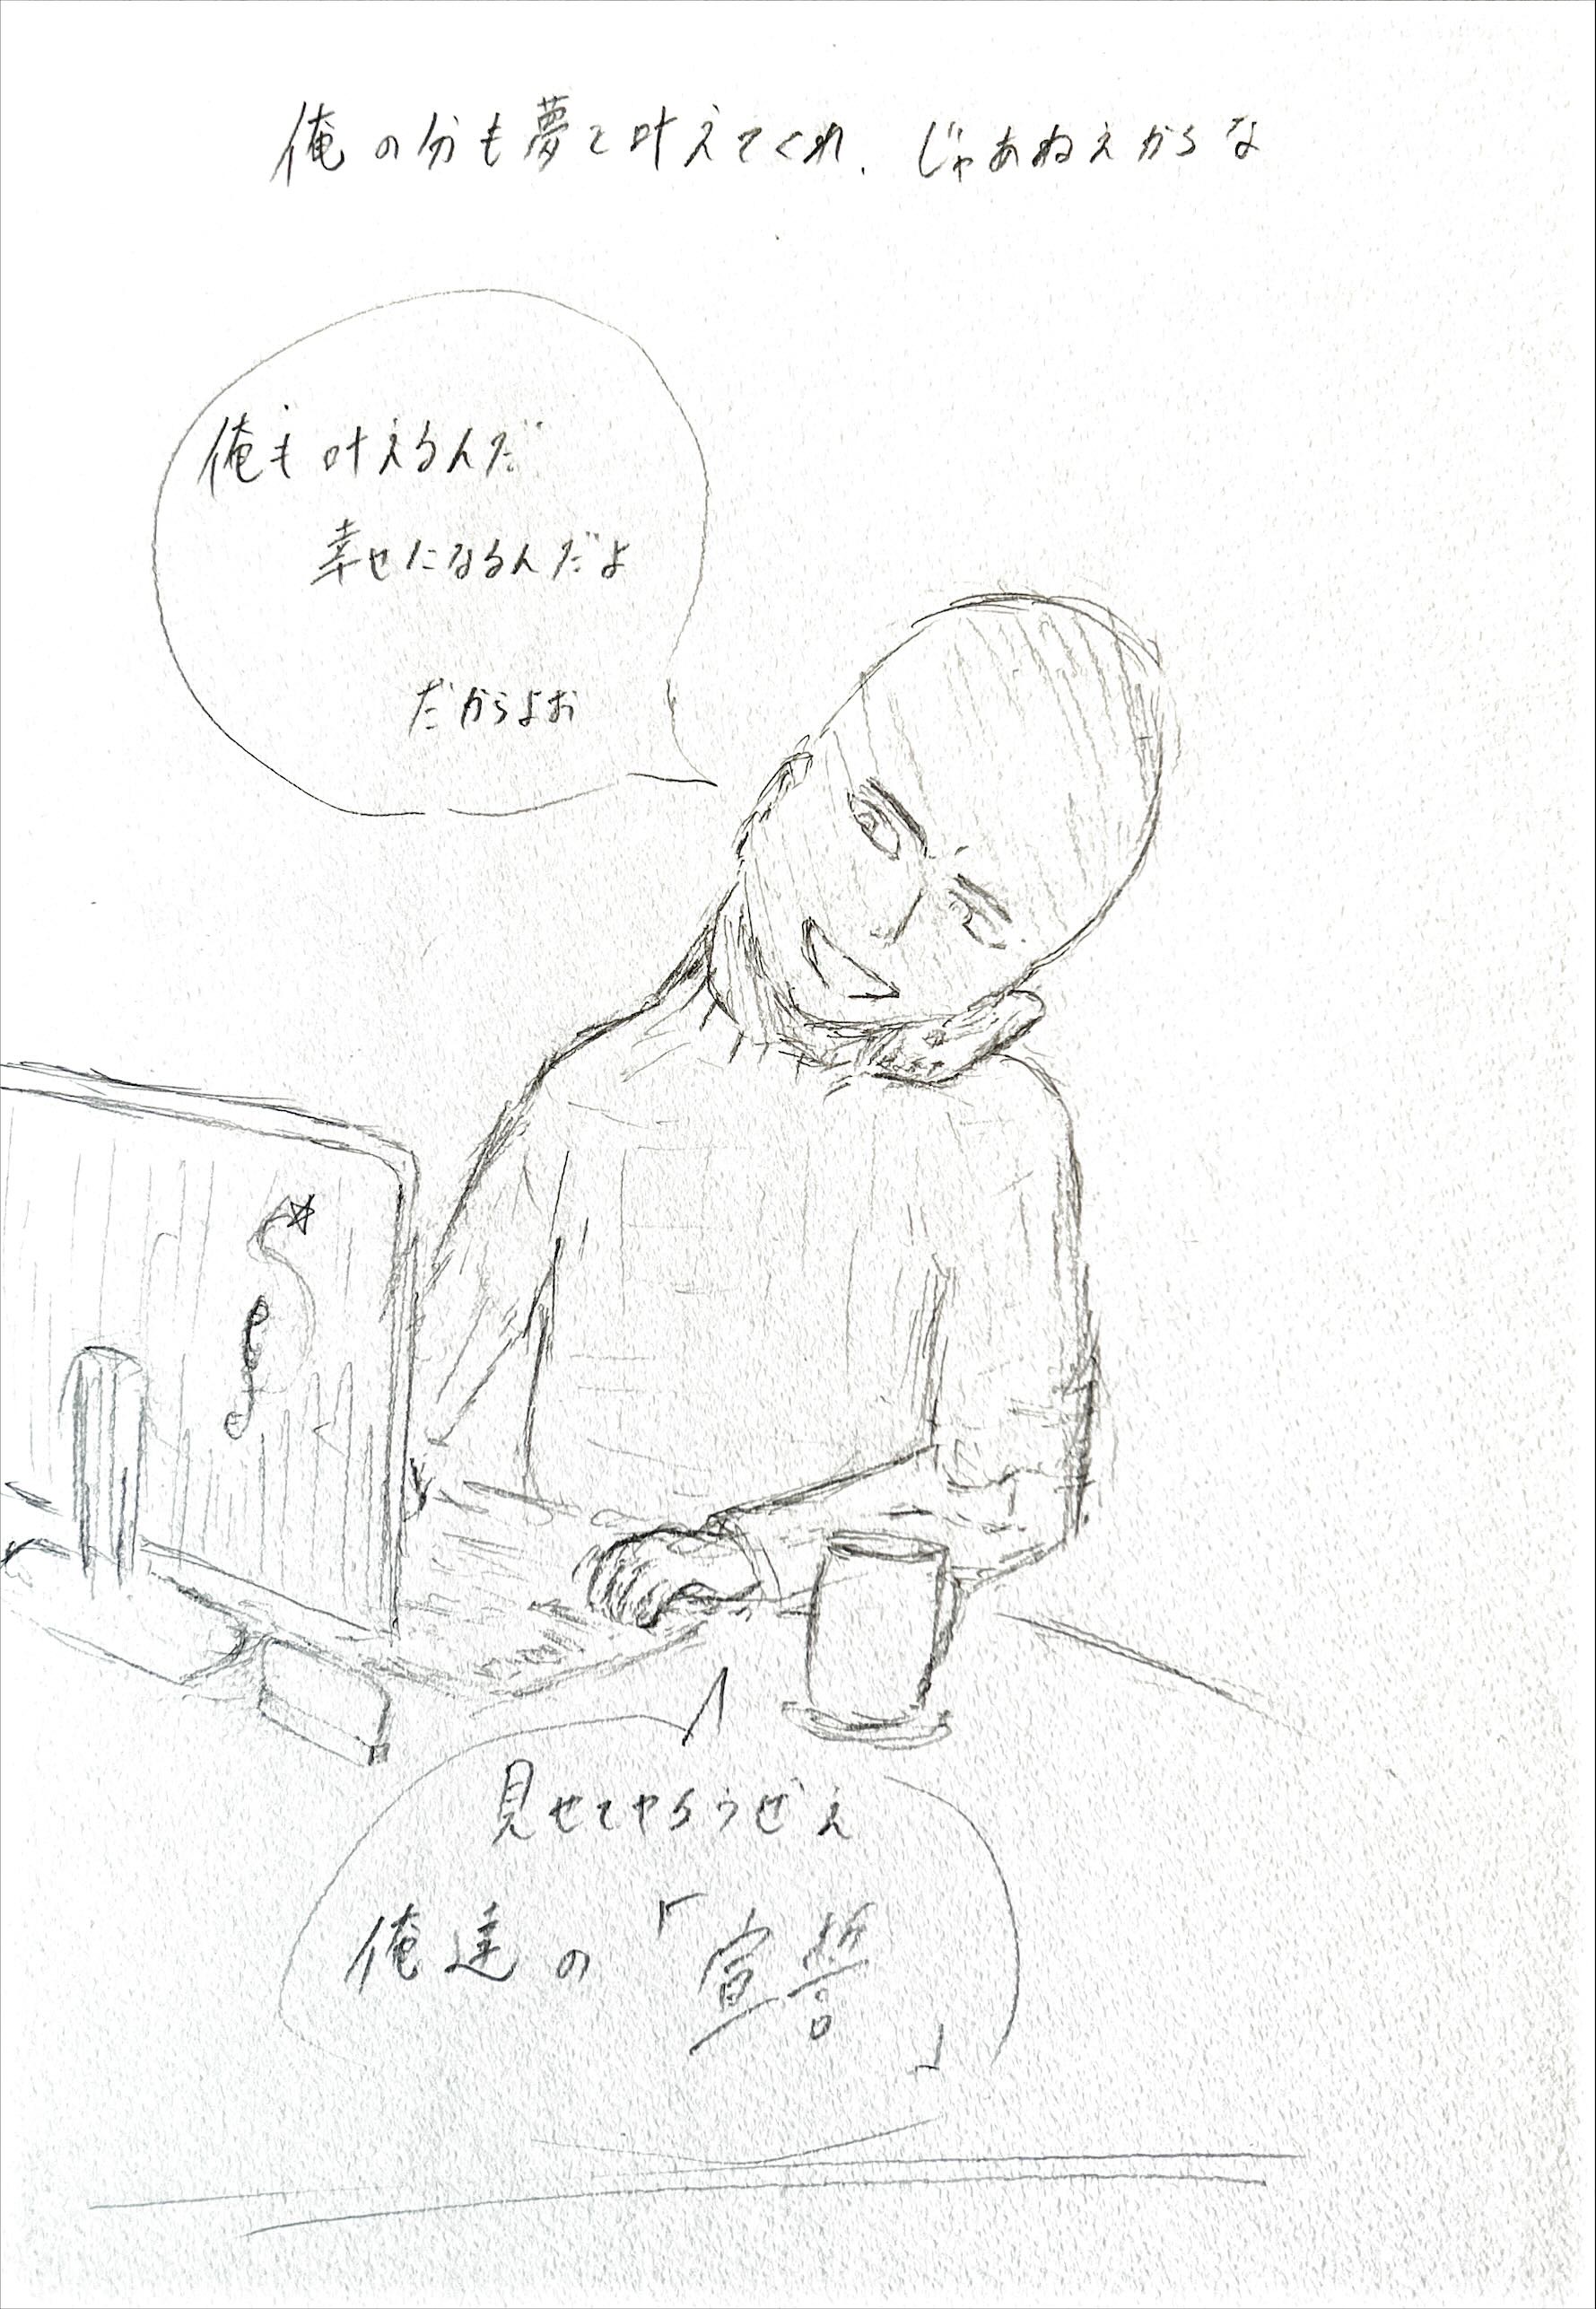 俺の分も夢を叶えてくれ.じゃあねえからな
俺も叶えるんだ
幸せになるんだよ
だからよお
見せてやろうぜえ
俺達の「宣誓」